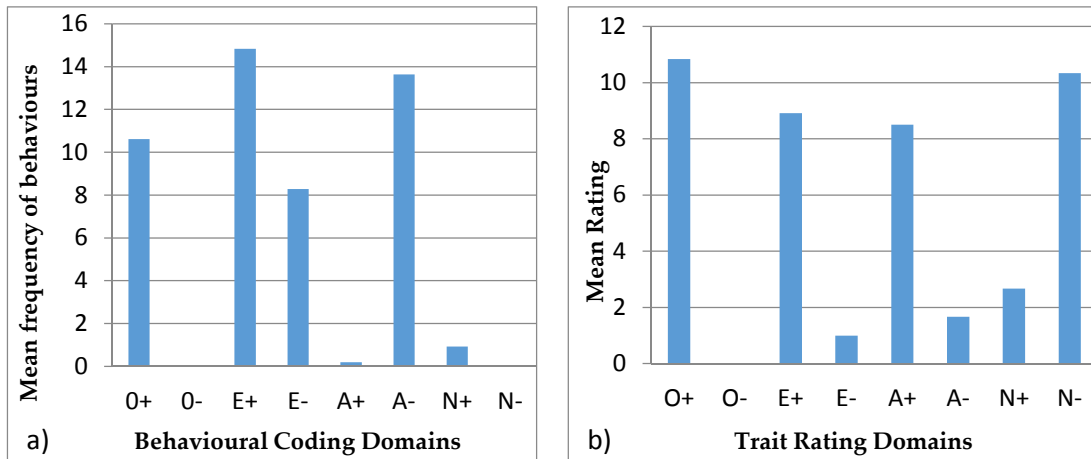 Mean frequency of behaviours
16
14
12
10
8
6
4
2
0
0+ 0- E+ E- A+ A- N+ N-
a) Behavioural Coding Domains
Mean Rating
12
10
8
6
4
2
0
O+ O- E+ E- A+ A- N+ N-
b) Trait Rating Domains